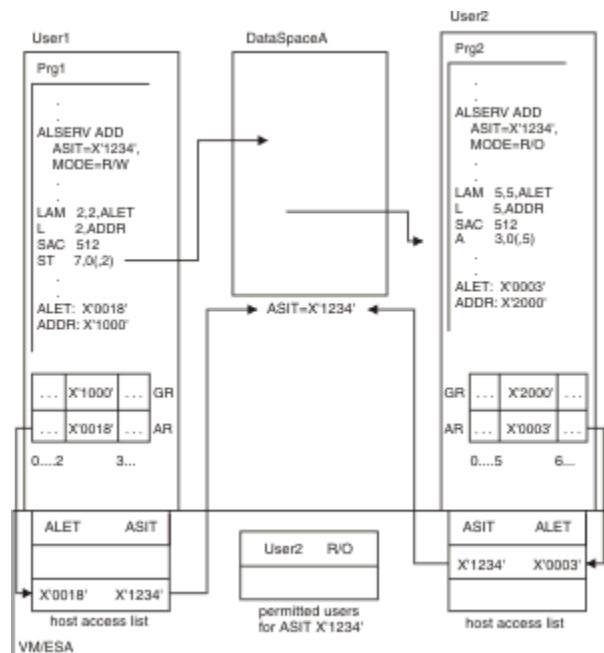 User1
Prg1
.
.
ALSERV ADD
ASIT=X'1234',
MODE=R/W
.
.
LAM 2,2,ALET
L 2,ADDR
SAC 512
ST 7,0(,2)
.
.
ALET: X'0018'
ADDR: X'1000'
... X'1000' ... GR
... X'0018' ... AR
0....2 3...
DataSpaceA
ASIT=X'1234'
User2
Prg2
.
.
ALSERV ADD
ASIT=X'1234',
MODE=R/O
.
.
LAM 5,5,ALET
L 5,ADDR
SAC 512
A 3,0(,5)
.
.
ALET: X'0003'
ADDR: X'2000'
GR ... X'2000' ...
AR ... X'0003' ...
0....5 6...
ALET ASIT
X'0018' X'1234'
host access list
User2 R/O
permitted users
for ASIT X'1234'
ASIT ALET
X'1234' X'0003'
host access list
VM/ESA